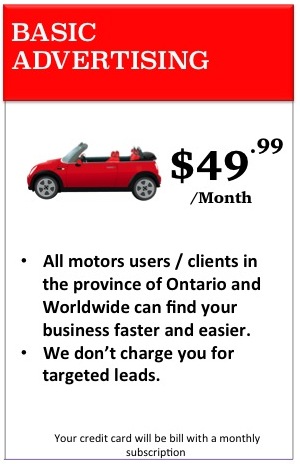 BASIC
ADVERTISING
$49.99
/Month
• All motors users / clients in
the province of Ontario and
Worldwide can find your
business faster and easier.
• We don’t charge you for
targeted leads.
Your credit card will be bill with a monthly
subscription